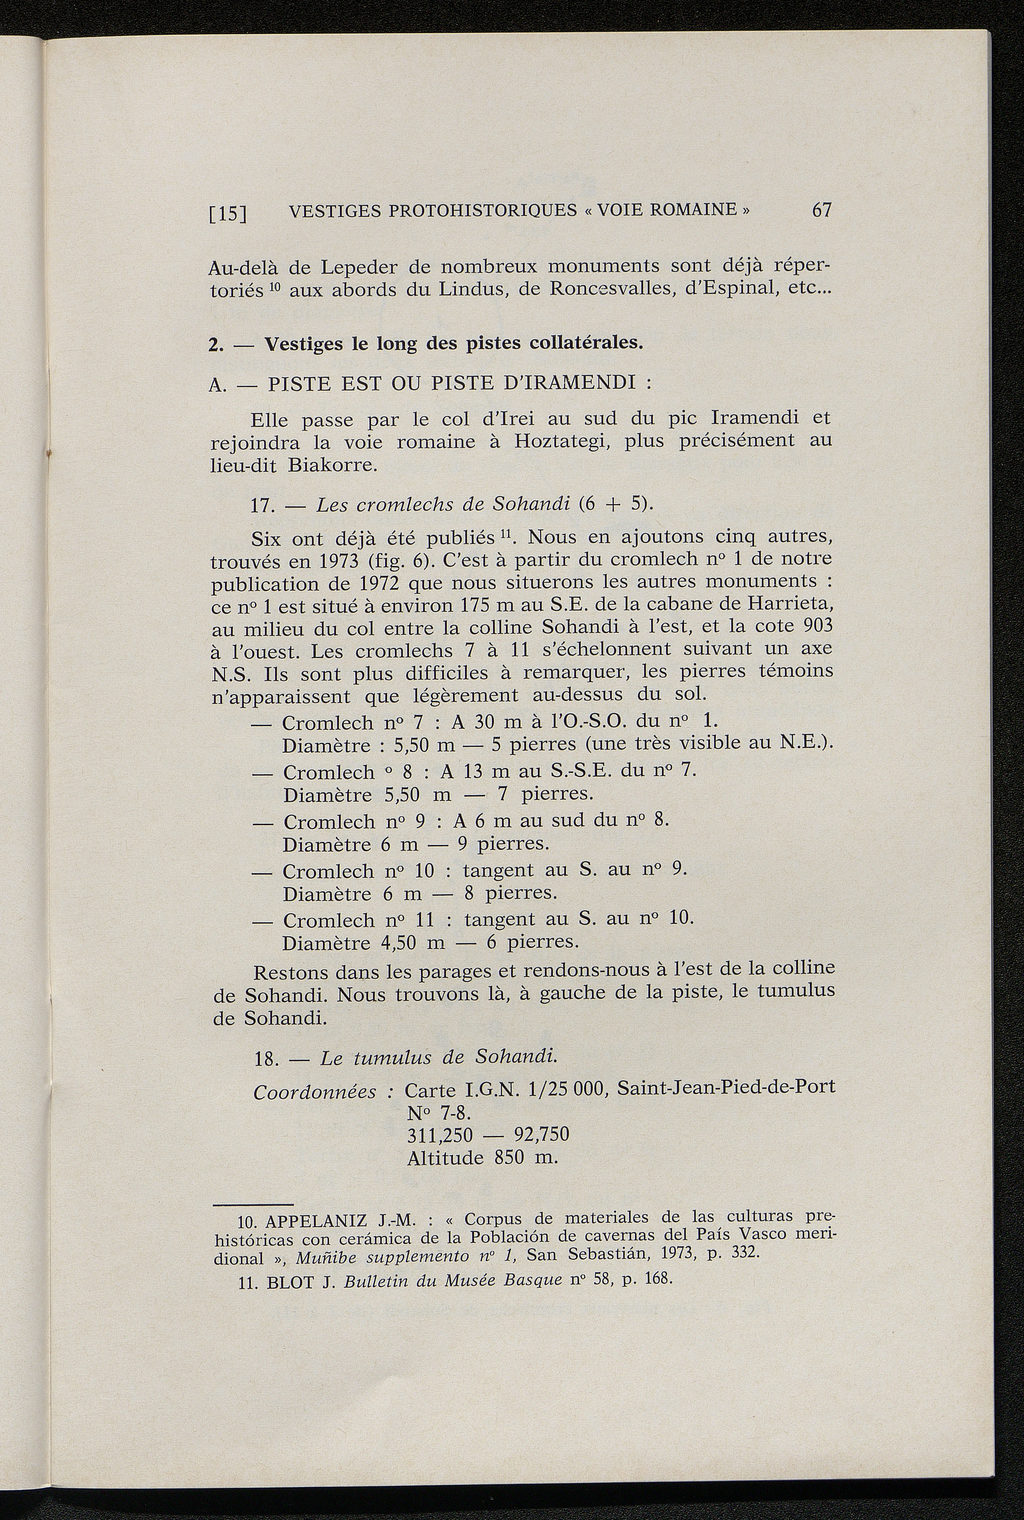 [15] VESTIGES PROTOHISTORIQUES « VOIE ROMAINE » 67
Au-delà de Lepeder de nombreux monuments sont déjà réper-
toriés ¹⁰ aux abords du Lindus, de Roncesvalles, d'Espinal, etc...
2. — Vestiges le long des pistes collatérales.
A. — PISTE EST OU PISTE D'IRAMENDI :
Elle passe par le col d'Irei au sud du pic Iramendi et
rejoindra la voie romaine à Hoztategi, plus précisément au
lieu-dit Biakorre.
17. — Les cromlechs de Sohandi (6 + 5).
Six ont déjà été publiés ¹¹. Nous en ajoutons cinq autres,
trouvés en 1973 (fig. 6). C'est à partir du cromlech n° 1 de notre
publication de 1972 que nous situerons les autres monuments :
ce n° 1 est situé à environ 175 m au S.E. de la cabane de Harrieta,
au milieu du col entre la colline Sohandi à l'est, et la cote 903
à l'ouest. Les cromlechs 7 à 11 s'échelonnent suivant un axe
N.S. Ils sont plus difficiles à remarquer, les pierres témoins
n'apparaissent que légèrement au-dessus du sol.
— Cromlech n° 7 : A 30 m à l'O.-S.O. du n° 1.
Diamètre : 5,50 m — 5 pierres (une très visible au N.E.).
— Cromlech ° 8 : A 13 m au S.-S.E. du n° 7.
Diamètre 5,50 m — 7 pierres.
— Cromlech n° 9 : A 6 m au sud du n° 8.
Diamètre 6 m — 9 pierres.
— Cromlech n° 10 : tangent au S. au n° 9.
Diamètre 6 m — 8 pierres.
— Cromlech n° 11 : tangent au S. au n° 10.
Diamètre 4,50 m — 6 pierres.
Restons dans les parages et rendons-nous à l'est de la colline
de Sohandi. Nous trouvons là, à gauche de la piste, le tumulus
de Sohandi.
18. — Le tumulus de Sohandi.
Coordonnées : Carte I.G.N. 1/25 000, Saint-Jean-Pied-de-Port
N° 7-8.
311,250 — 92,750
Altitude 850 m.
10. APPELANIZ J.-M. : « Corpus de materiales de las culturas pre-
históricas con cerámica de la Población de cavernas del País Vasco meri-
dional », Muñibe supplemento n° 1, San Sebastián, 1973, p. 332.
11. BLOT J. Bulletin du Musée Basque n° 58, p. 168.